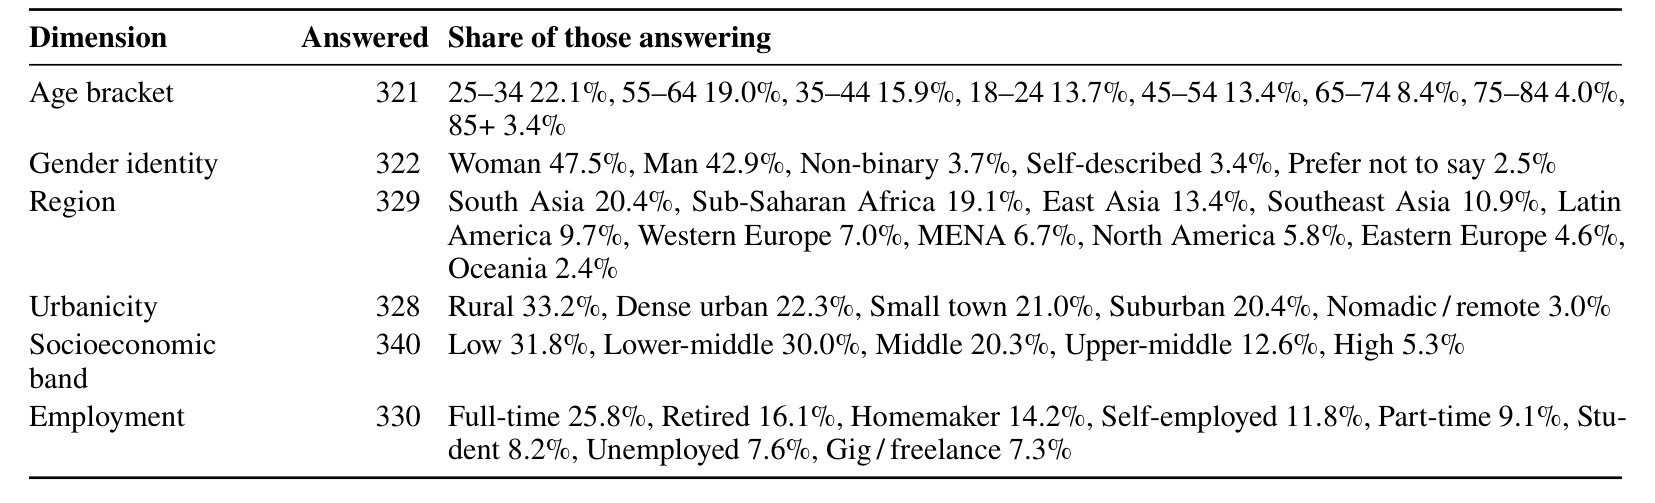 Dimension Answered Share of those answering
Age bracket 321 25–34 22.1%, 55–64 19.0%, 35–44 15.9%, 18–24 13.7%, 45–54 13.4%, 65–74 8.4%, 75–84 4.0%,
85+ 3.4%
Gender identity 322 Woman 47.5%, Man 42.9%, Non-binary 3.7%, Self-described 3.4%, Prefer not to say 2.5%
Region 329 South Asia 20.4%, Sub-Saharan Africa 19.1%, East Asia 13.4%, Southeast Asia 10.9%, Latin
America 9.7%, Western Europe 7.0%, MENA 6.7%, North America 5.8%, Eastern Europe 4.6%,
Oceania 2.4%
Urbanicity 328 Rural 33.2%, Dense urban 22.3%, Small town 21.0%, Suburban 20.4%, Nomadic / remote 3.0%
Socioeconomic 340 Low 31.8%, Lower-middle 30.0%, Middle 20.3%, Upper-middle 12.6%, High 5.3%
band
Employment 330 Full-time 25.8%, Retired 16.1%, Homemaker 14.2%, Self-employed 11.8%, Part-time 9.1%, Stu-
dent 8.2%, Unemployed 7.6%, Gig / freelance 7.3%